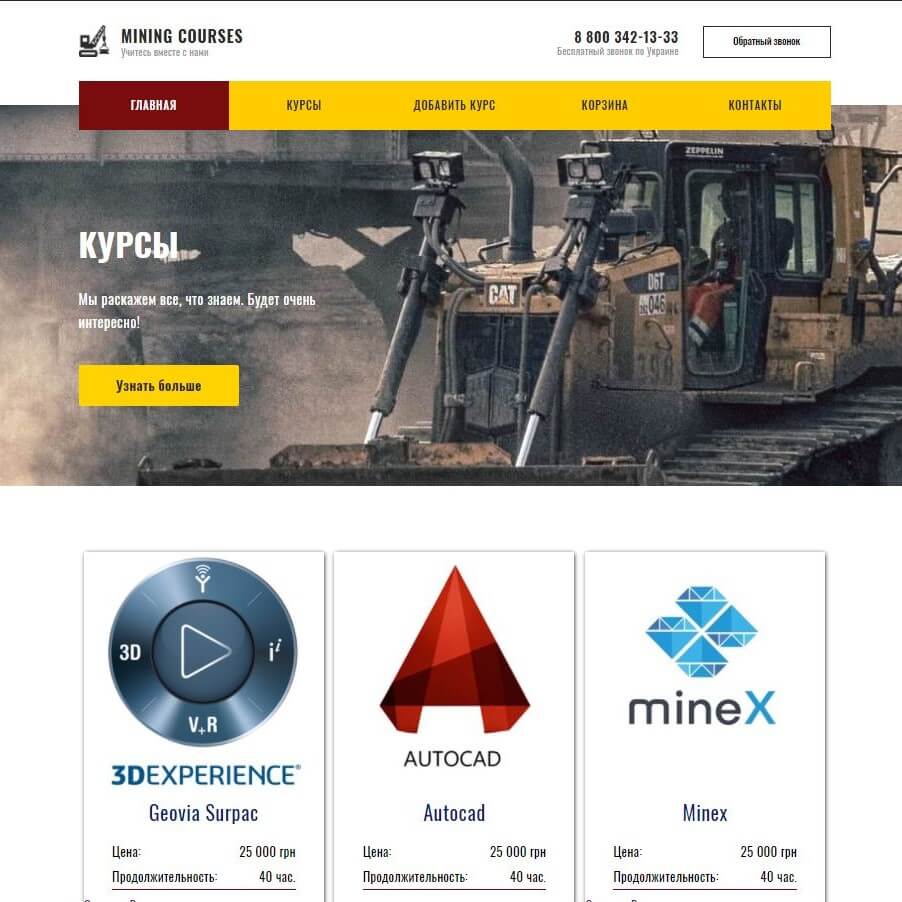 MINING COURSES
Учитесь вместе с нами
8 800 342-13-33
Бесплатный звонок по Украине
Обратный звонок
ГЛАВНАЯ
КУРСЫ
ДОБАВИТЬ КУРС
КОРЗИНА
КОНТАКТЫ
ZEPPELIN
D6T
046
CAT
КУРСЫ
Мы раскажем все, что знаем. Будет очень
интересно!
Узнать больше
3D
i i
V+R
3DEXPERIENCE®
Geovia Surpac
Цена: 25 000 грн
Продолжительность: 40 час.
AUTOCAD
Autocad
Цена: 25 000 грн
Продолжительность: 40 час.
mineX
Minex
Цена: 25 000 грн
Продолжительность: 40 час.